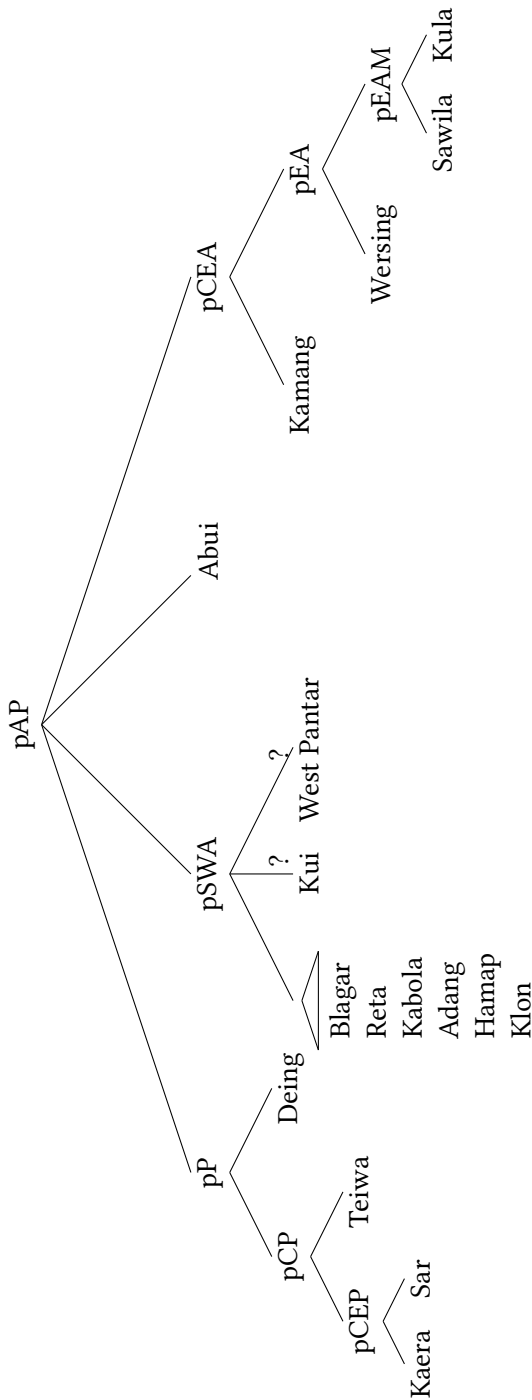 pAP
pP
pSWA
Abui
pCEA
pCP
Deing
?
?
Kui
West Pantar
Kamang
pEA
pCEP
Teiwa
Blagar
Reta
Kabola
Adang
Hamap
Klon
Wersing
pEAM
Kaera
Sar
Sawila
Kula